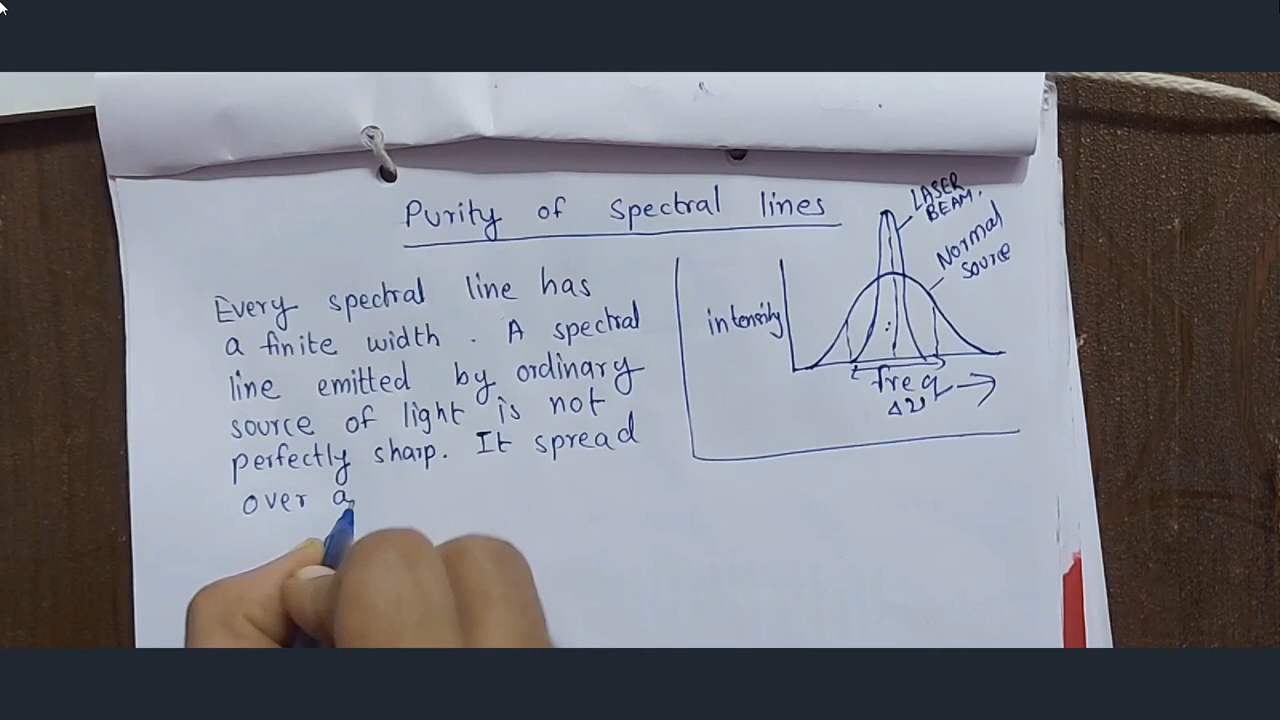 Purity of spectral lines
Every spectral line has
a finite width. A spectral
line emitted by ordinary
source of light is not
perfectly sharp. It spread
over a
LASER
BEAM.
Normal
source
intensity
freq
Δν